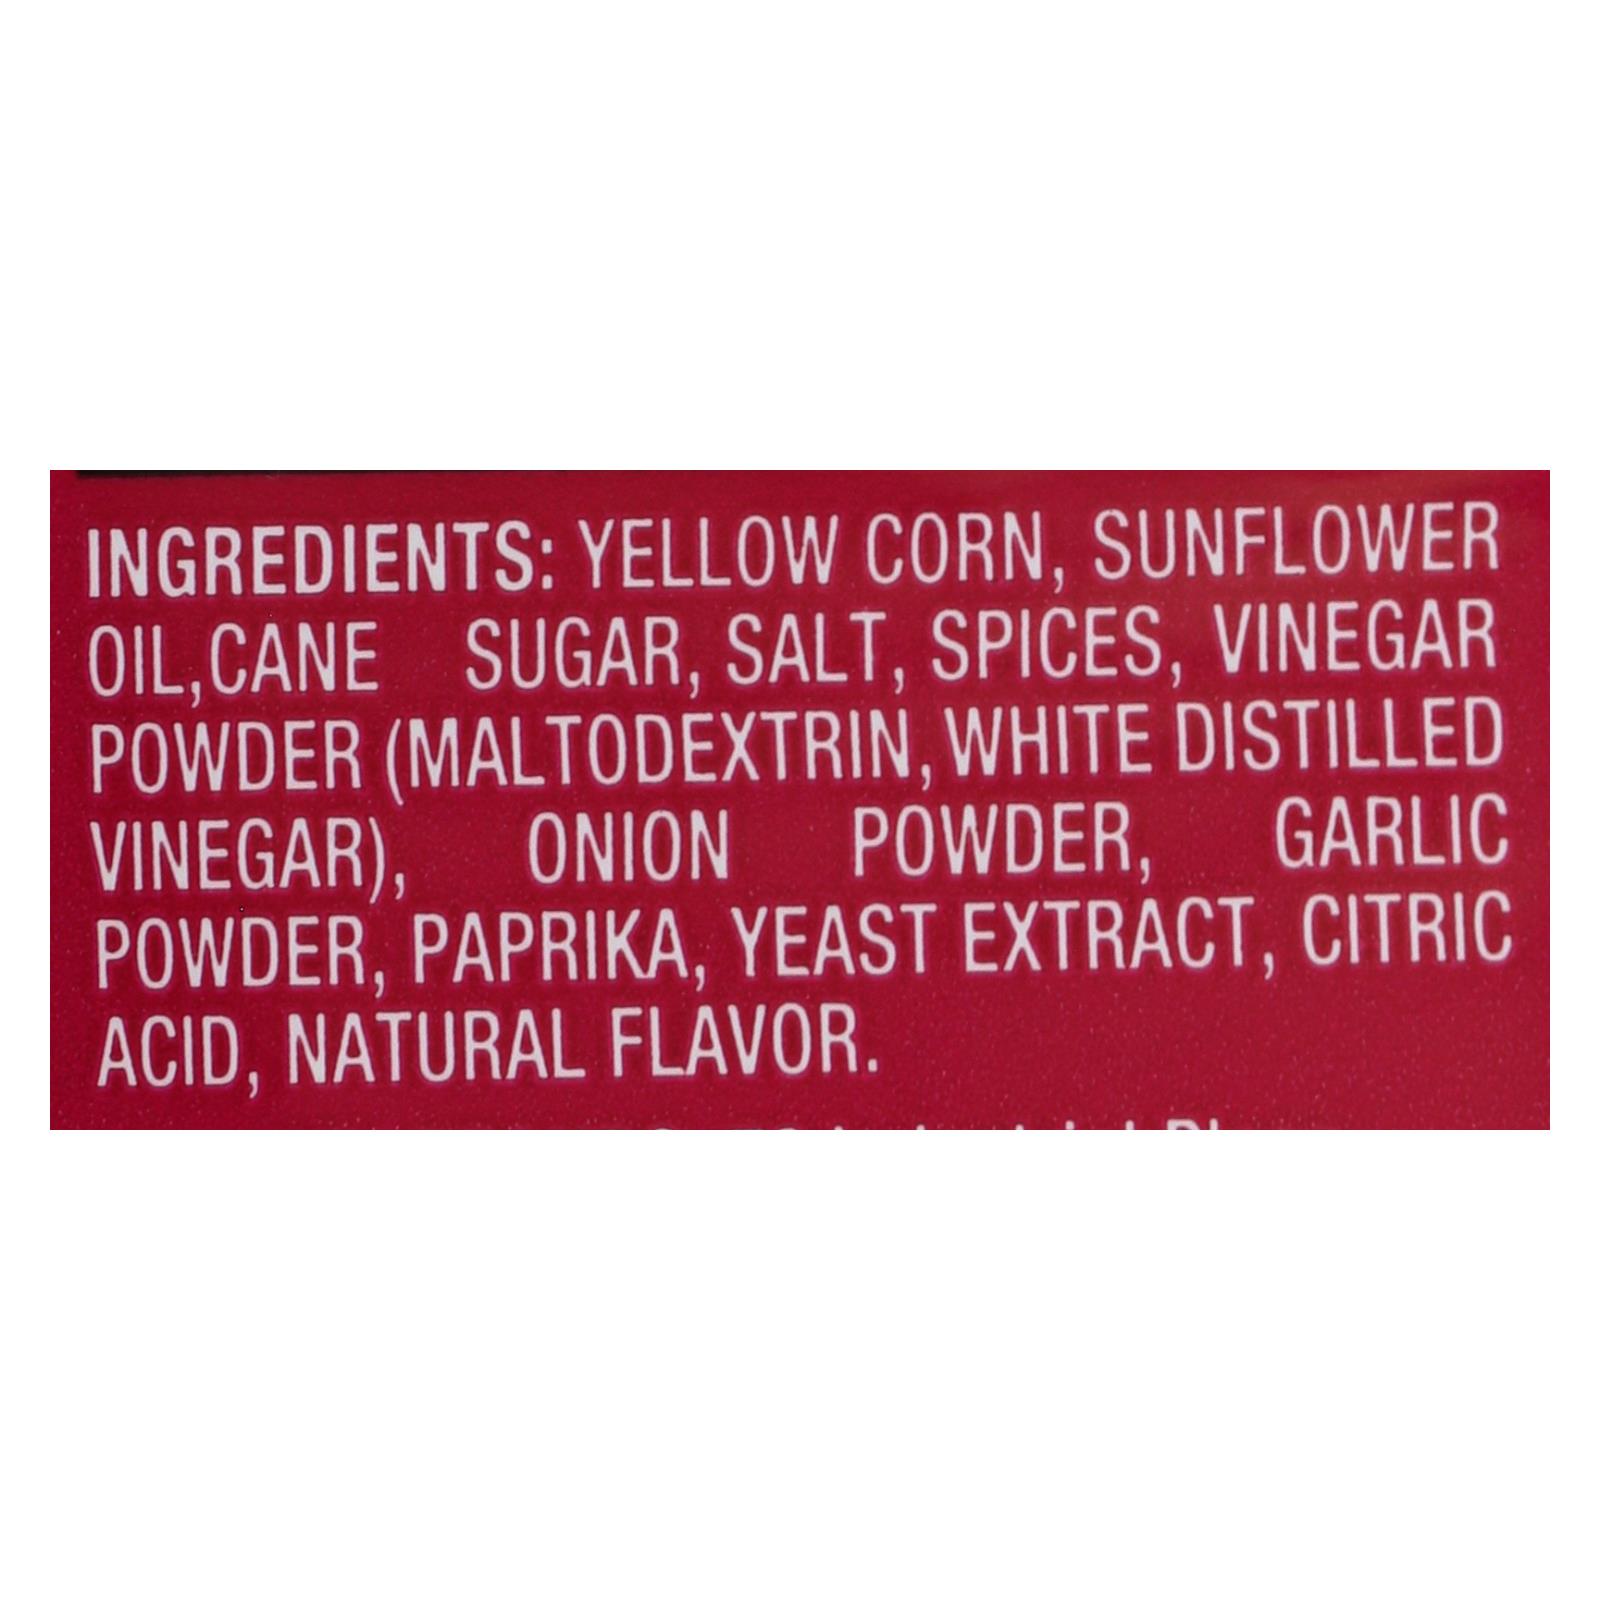 INGREDIENTS: YELLOW CORN, SUNFLOWER
OIL,CANE SUGAR, SALT, SPICES, VINEGAR
POWDER (MALTODEXTRIN,WHITE DISTILLED
VINEGAR), ONION POWDER, GARLIC
POWDER, PAPRIKA, YEAST EXTRACT, CITRIC
ACID, NATURAL FLAVOR.